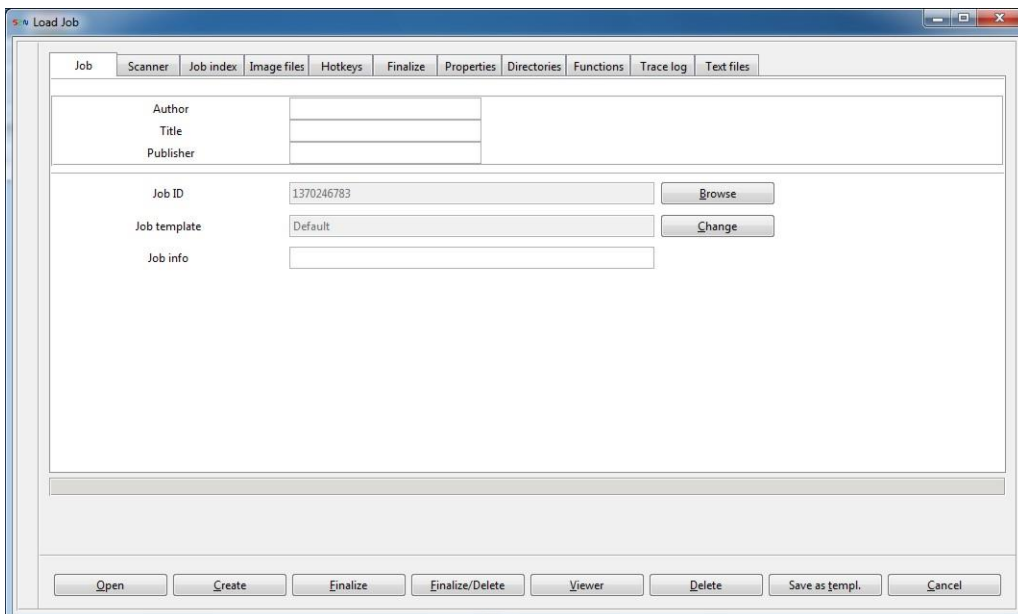 Load Job
Job Scanner Job index Image files Hotkeys Finalize Properties Directories Functions Trace log Text files
Author
Title
Publisher
Job ID 1370246783 Browse
Job template Default Change
Job info
Open Create Finalize Finalize/Delete Viewer Delete Save as templ. Cancel